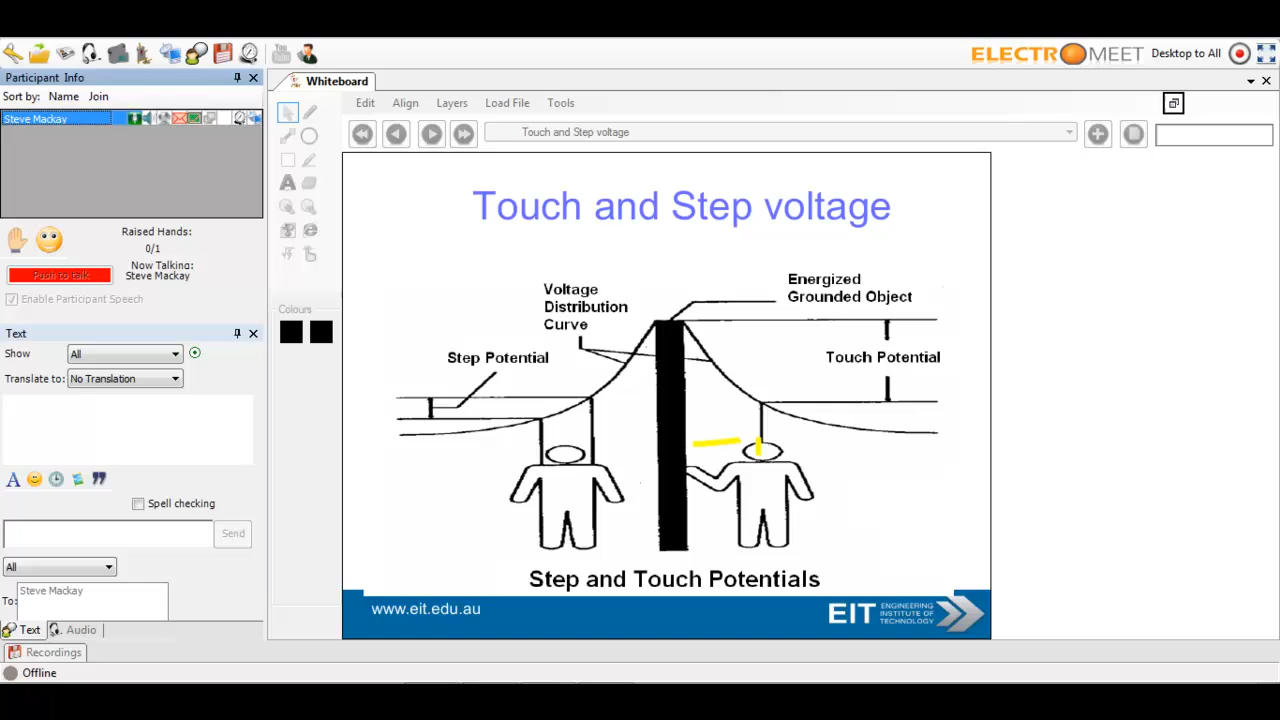 ELECTROMEET
Desktop to All
Participant Info
Sort by: Name Join
Steve Mackay
Raised Hands:
0/1
Now Talking:
Steve Mackay
Push to talk
Enable Participant Speech
Text
Show All
Translate to: No Translation
Spell checking
Send
All
To: Steve Mackay
Text Audio
Recordings
Offline
Whiteboard
Edit Align Layers Load File Tools
Touch and Step voltage
Colours
Touch and Step voltage
Voltage
Distribution
Curve
Energized
Grounded Object
Step Potential
Touch Potential
Step and Touch Potentials
www.eit.edu.au
EIT ENGINEERING
INSTITUTE OF
TECHNOLOGY